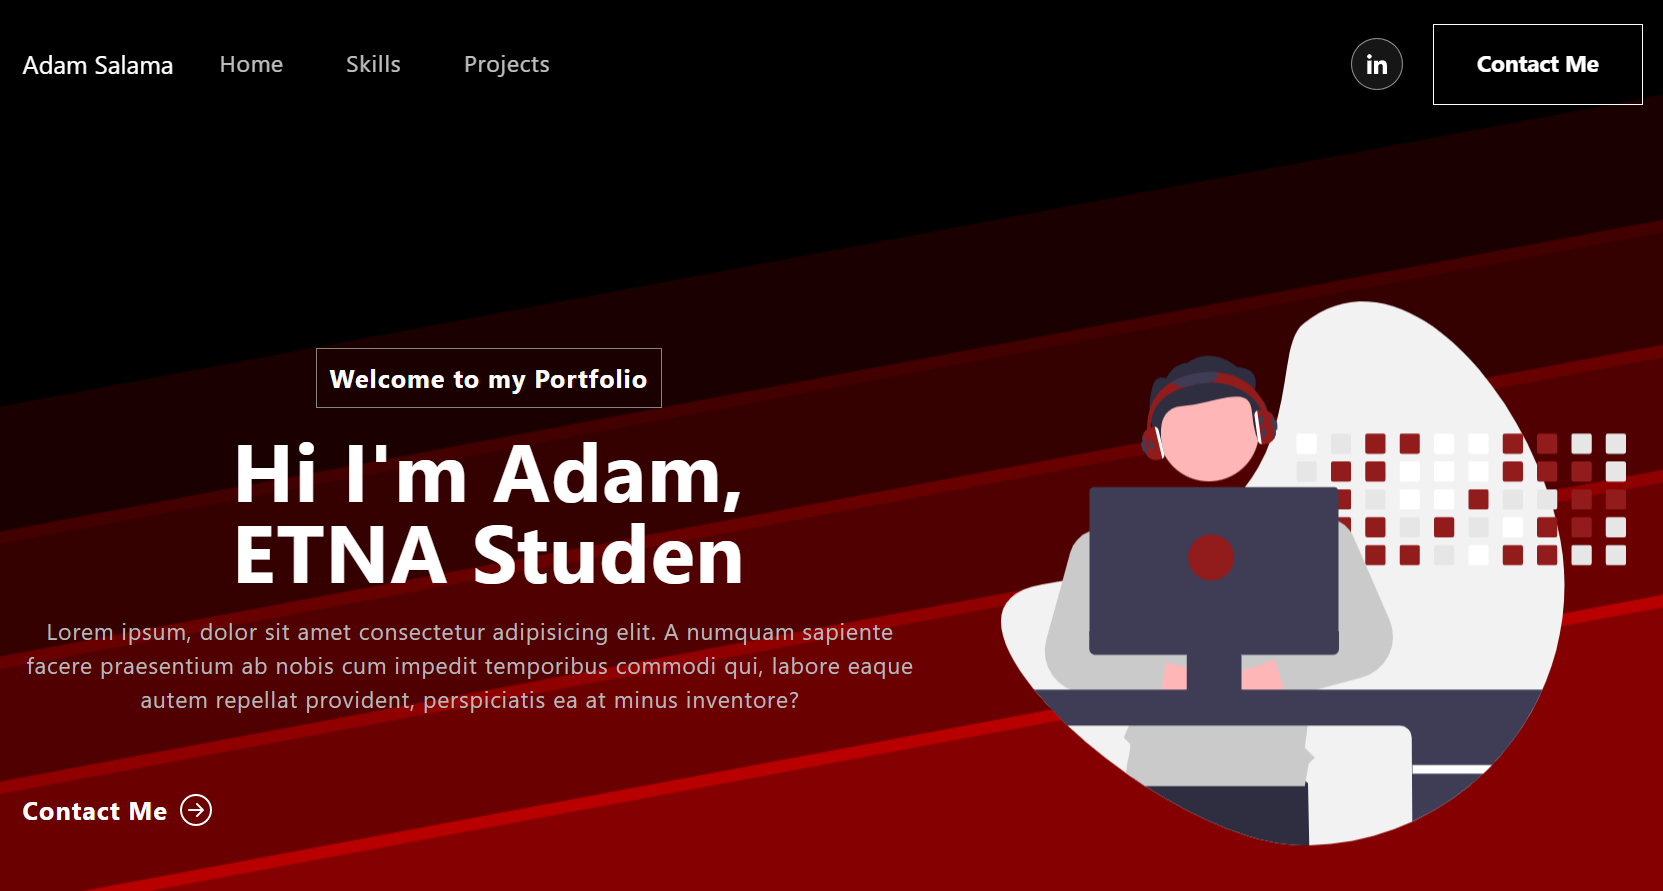 Adam Salama
Home
Skills
Projects
in
Contact Me
Welcome to my Portfolio
Hi I'm Adam,
ETNA Studen
Lorem ipsum, dolor sit amet consectetur adipisicing elit. A numquam sapiente
facere praesentium ab nobis cum impedit temporibus commodi qui, labore eaque
autem repellat provident, perspiciatis ea at minus inventore?
Contact Me